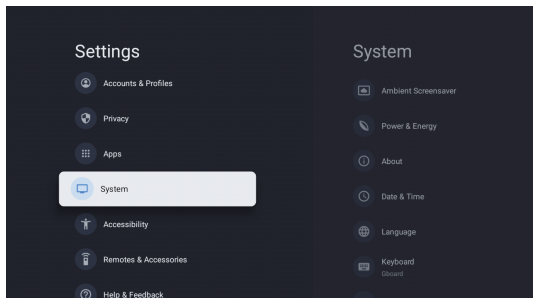 Settings
Accounts & Profiles
Privacy
Apps
System
Accessibility
Remotes & Accessories
Help & Feedback
System
Ambient Screensaver
Power & Energy
About
Date & Time
Language
Keyboard
Gboard